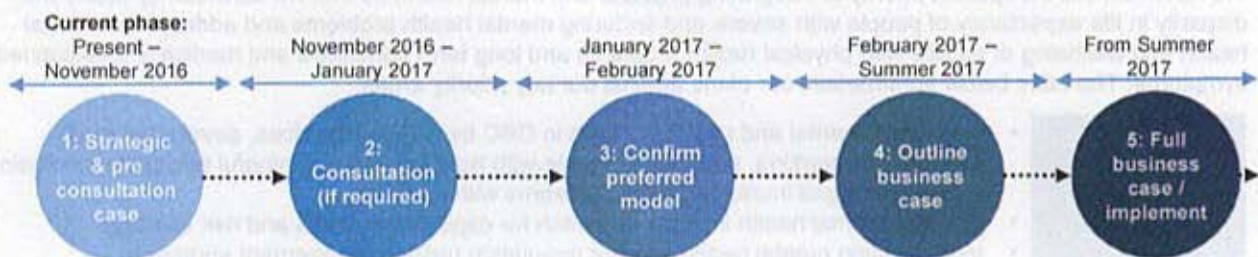 Current phase:
Present –
November 2016
November 2016 –
January 2017
January 2017 –
February 2017
February 2017 –
Summer 2017
From Summer
2017
1: Strategic
& pre
consultation
case
2:
Consultation
(if required)
3: Confirm
preferred
model
4: Outline
business
case
5: Full
business
case /
implement